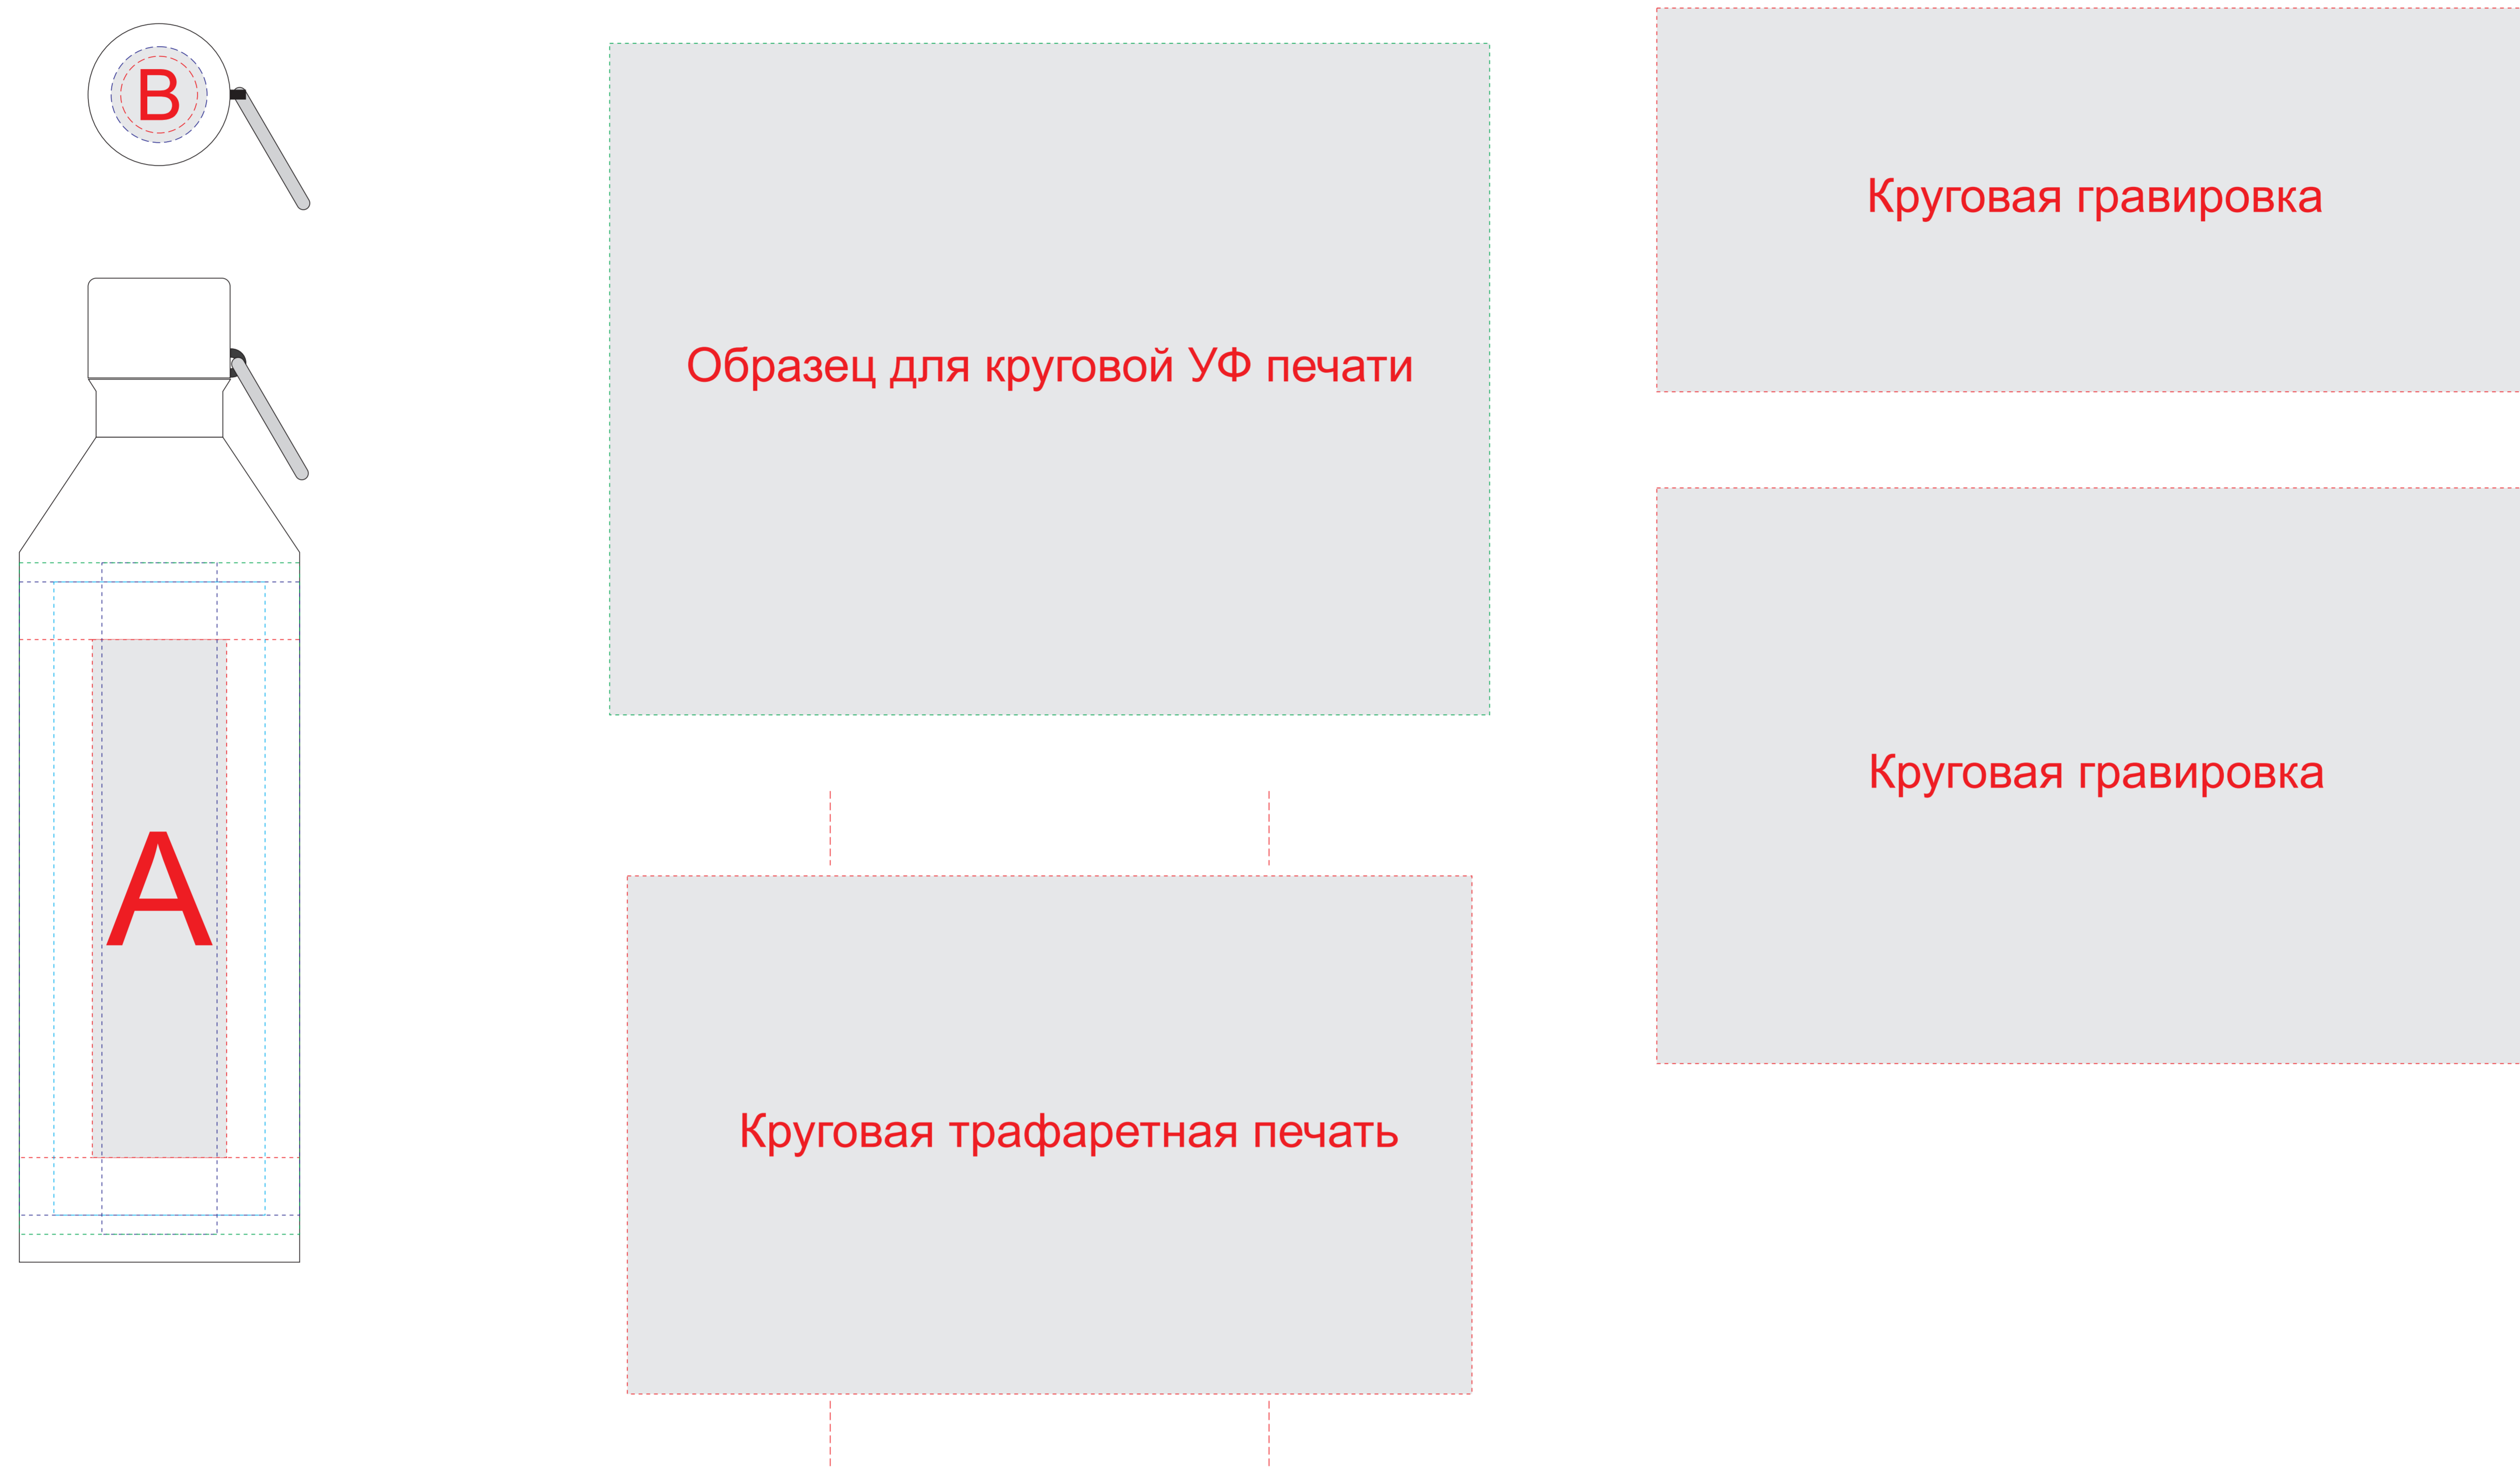 B
A
Образец для круговой УФ печати
Круговая трафаретная печать
Круговая гравировка
Круговая гравировка